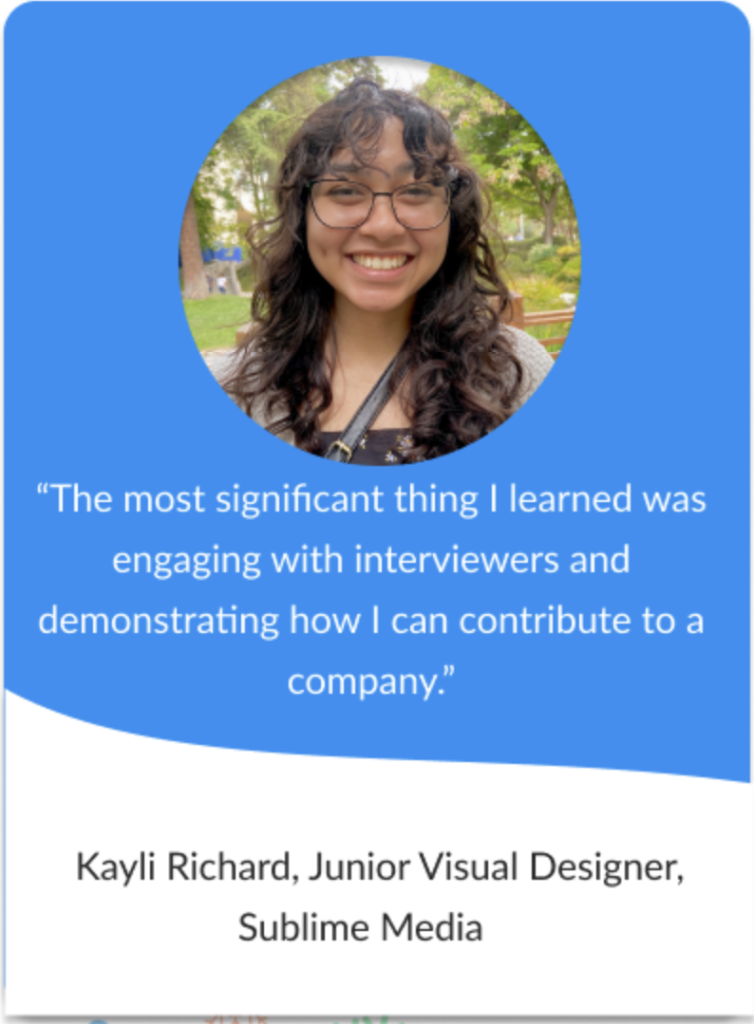 “The most significant thing I learned was
engaging with interviewers and
demonstrating how I can contribute to a
company.”
Kayli Richard, Junior Visual Designer,
Sublime Media